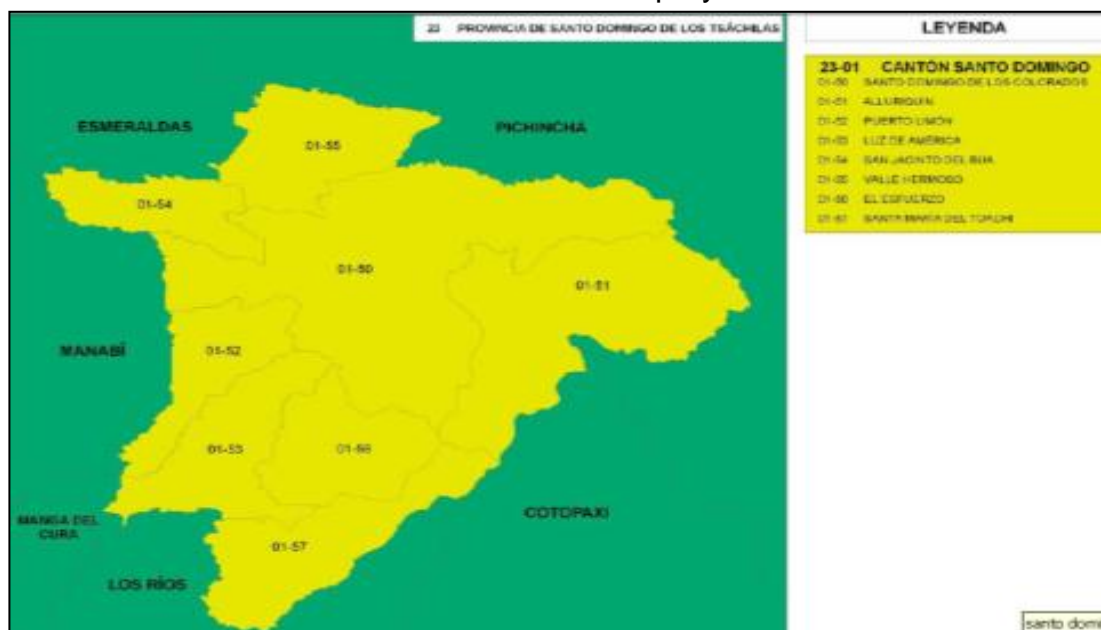 23 PROVINCIA DE SANTO DOMINGO DE LOS TSÁCHILAS
LEYENDA
23-01 CANTÓN SANTO DOMINGO
01-50 SANTO DOMINGO DE LOS COLORADOS
01-51 ALLURIQUÍN
01-52 PUERTO LIMÓN
01-53 LUZ DE AMÉRICA
01-54 SAN JACINTO DEL BUA
01-55 VALLE HERMOSO
01-56 EL ESFUERZO
01-57 SANTA MARÍA DEL TOACHI
ESMERALDAS
PICHINCHA
01-55
01-54
01-50
01-51
MANABÍ
01-52
01-53
01-56
COTOPAXI
MANGA DEL
CURA
01-57
LOS RÍOS
santo domi